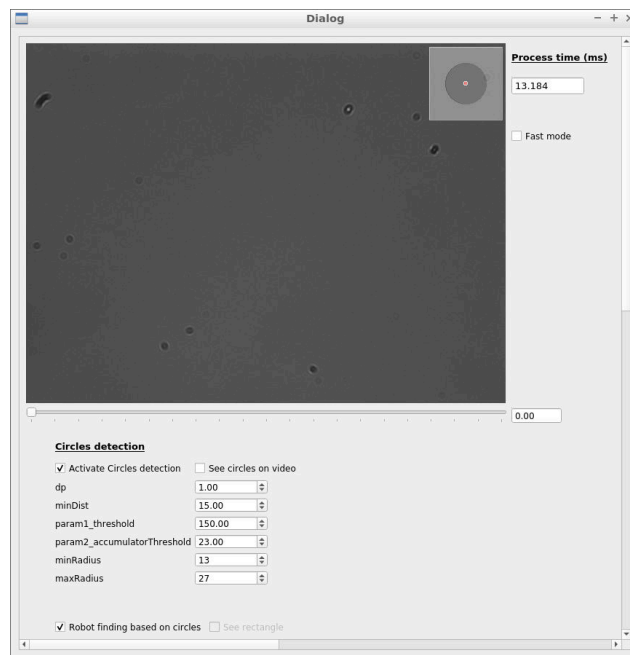 Dialog
Process time (ms)
13.184
Fast mode
0.00
Circles detection
Activate Circles detection See circles on video
dp 1.00
minDist 15.00
param1_threshold 150.00
param2_accumulatorThreshold 23.00
minRadius 13
maxRadius 27
Robot finding based on circles See rectangle